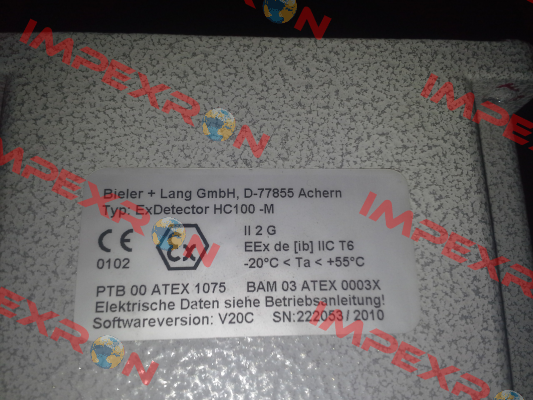 Bieler + Lang GmbH, D-77855 Achern
Typ: ExDetector HC100 -M
CE 0102
Ex
II 2 G
EEx de [ib] IIC T6
-20°C < Ta < +55°C
PTB 00 ATEX 1075 BAM 03 ATEX 0003X
Elektrische Daten siehe Betriebsanleitung!
Softwareversion: V20C SN:222053/2010
IMPEXRON
IMPEXRON
IMPEXRON
IMPEXRON
IMPEXRON
IMPEXRON